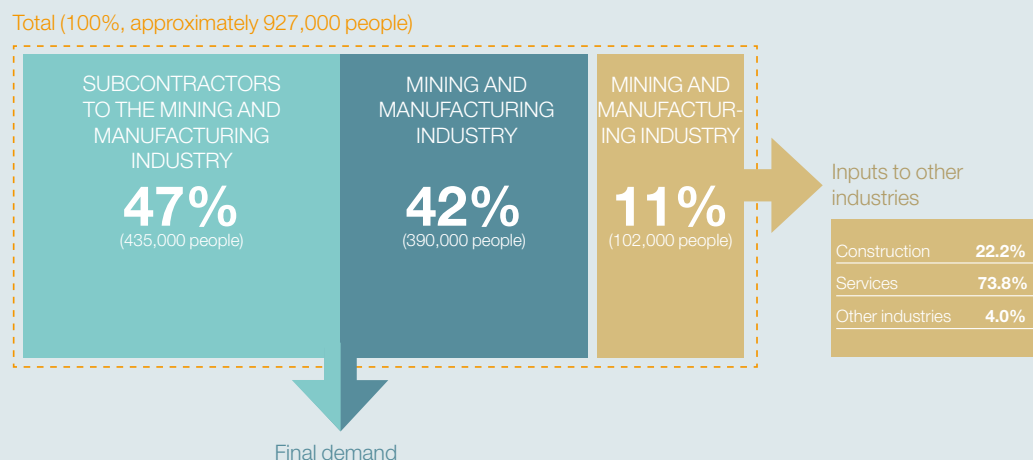 Total (100%, approximately 927,000 people)
SUBCONTRACTORS
TO THE MINING AND
MANUFACTURING
INDUSTRY
47%
(435,000 people)
MINING AND
MANUFACTURING
INDUSTRY
42%
(390,000 people)
MINING AND
MANUFACTUR-
ING INDUSTRY
11%
(102,000 people)
Inputs to other
industries
Construction 22.2%
Services 73.8%
Other industries 4.0%
Final demand